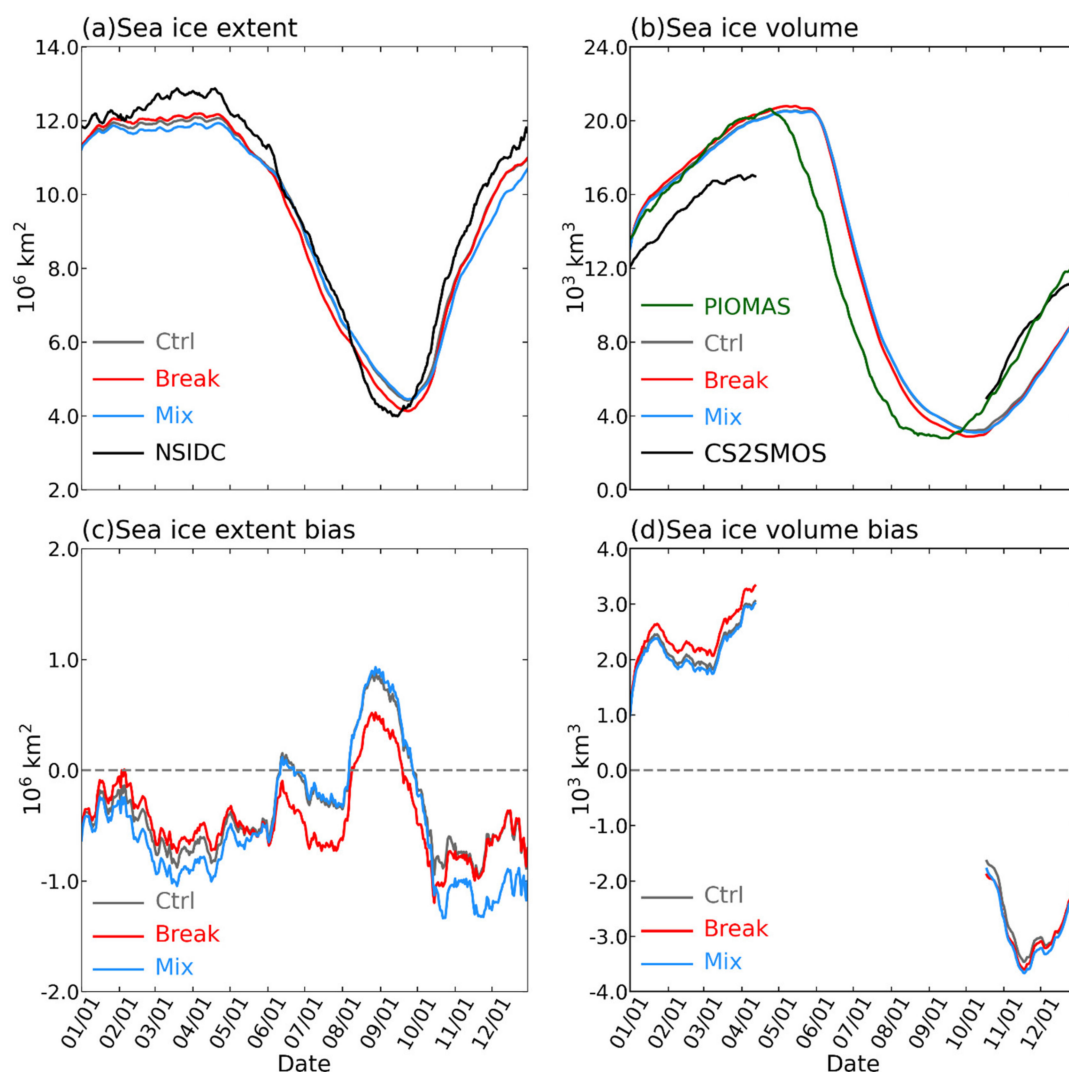 (a)Sea ice extent
14.0
12.0
10.0
8.0
6.0
4.0
2.0
10⁶ km²
Ctrl
Break
Mix
NSIDC
(b)Sea ice volume
24.0
20.0
16.0
12.0
8.0
4.0
0.0
10³ km³
PIOMAS
Ctrl
Break
Mix
CS2SMOS
(c)Sea ice extent bias
2.0
1.0
0.0
-1.0
-2.0
10⁶ km²
Ctrl
Break
Mix
01/01 02/01 03/01 04/01 05/01 06/01 07/01 08/01 09/01 10/01 11/01 12/01
Date
(d)Sea ice volume bias
4.0
3.0
2.0
1.0
0.0
-1.0
-2.0
-3.0
-4.0
10³ km³
Ctrl
Break
Mix
01/01 02/01 03/01 04/01 05/01 06/01 07/01 08/01 09/01 10/01 11/01 12/01
Date